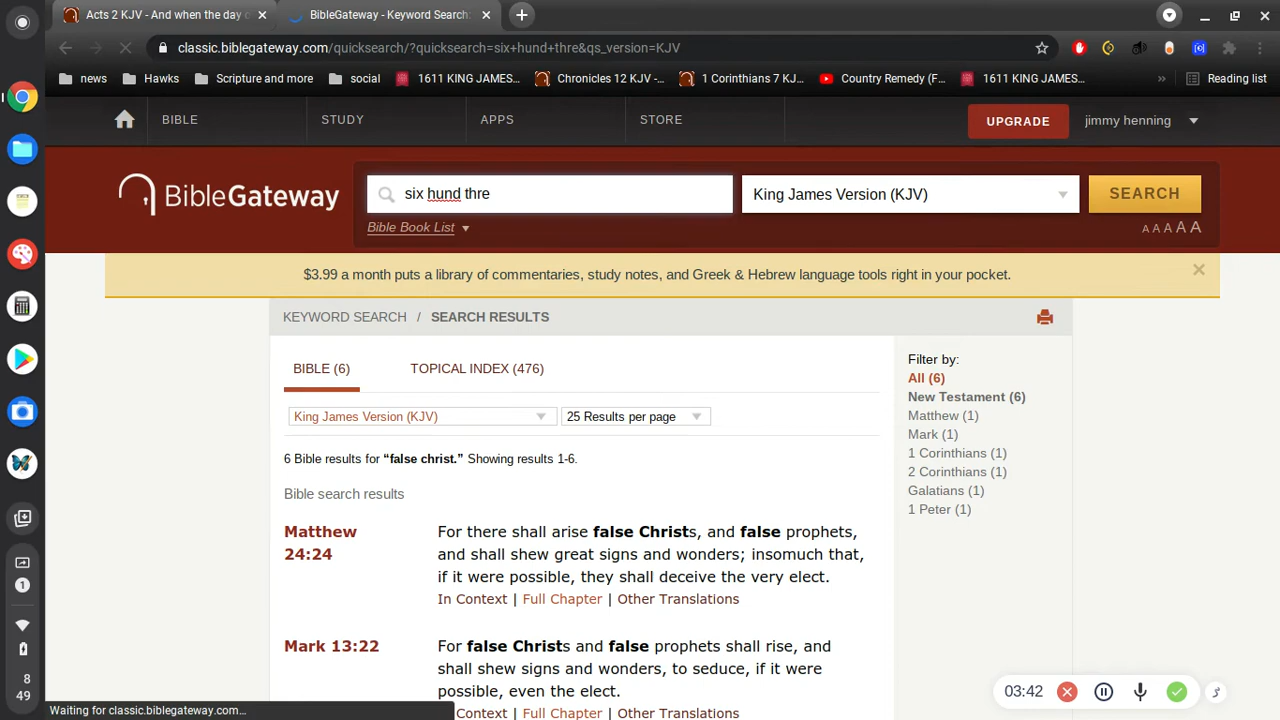 Acts 2 KJV - And when the day o
BibleGateway - Keyword Search:
classic.biblegateway.com/quicksearch/?quicksearch=six+hund+thre&qs_version=KJV
news
Hawks
Scripture and more
social
1611 KING JAMES...
Chronicles 12 KJV -...
1 Corinthians 7 KJ...
Country Remedy (F...
1611 KING JAMES...
»
Reading list
BIBLE
STUDY
APPS
STORE
UPGRADE
jimmy henning
BibleGateway
six hund thre
King James Version (KJV)
SEARCH
Bible Book List
A A A A A
$3.99 a month puts a library of commentaries, study notes, and Greek & Hebrew language tools right in your pocket.
KEYWORD SEARCH / SEARCH RESULTS
BIBLE (6)
TOPICAL INDEX (476)
King James Version (KJV)
25 Results per page
6 Bible results for “false christ.” Showing results 1-6.
Bible search results
Matthew
24:24
For there shall arise false Christs, and false prophets,
and shall shew great signs and wonders; insomuch that,
if it were possible, they shall deceive the very elect.
In Context | Full Chapter | Other Translations
Mark 13:22
For false Christs and false prophets shall rise, and
shall shew signs and wonders, to seduce, if it were
possible, even the elect.
Context | Full Chapter | Other Translations
Filter by:
All (6)
New Testament (6)
Matthew (1)
Mark (1)
1 Corinthians (1)
2 Corinthians (1)
Galatians (1)
1 Peter (1)
03:42
1
8
49
Waiting for classic.biblegateway.com...